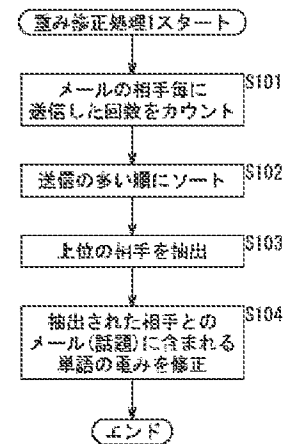 重み修正処理1スタート
S101
メールの相手毎に
送信した回数をカウント
S102
送信の多い順にソート
S103
上位の相手を抽出
S104
抽出された相手との
メール(話題)に含まれる
単語の重みを修正
エンド